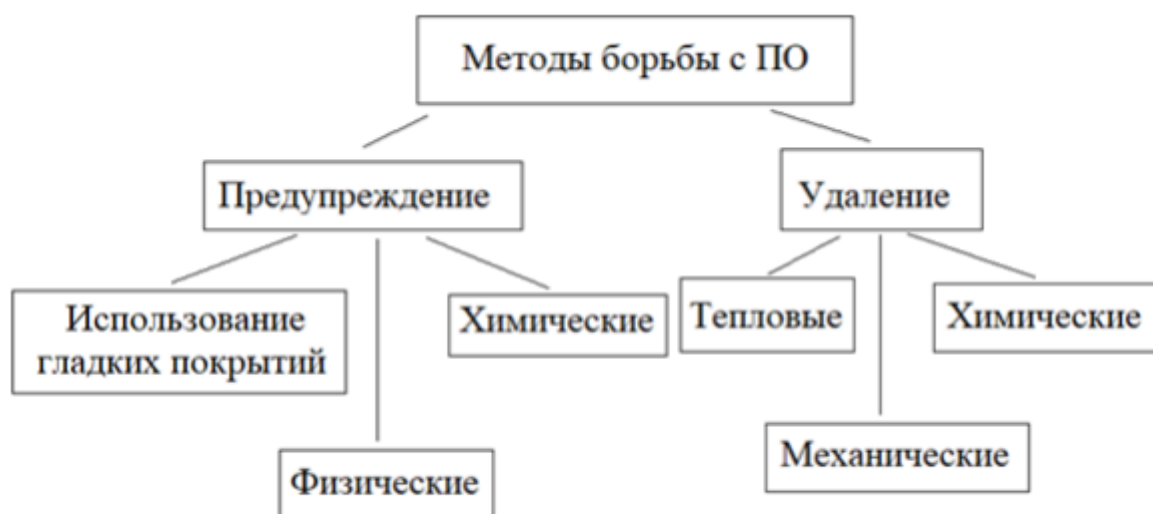 Методы борьбы с ПО
Предупреждение
Удаление
Использование
гладких покрытий
Химические
Тепловые
Химические
Физические
Механические